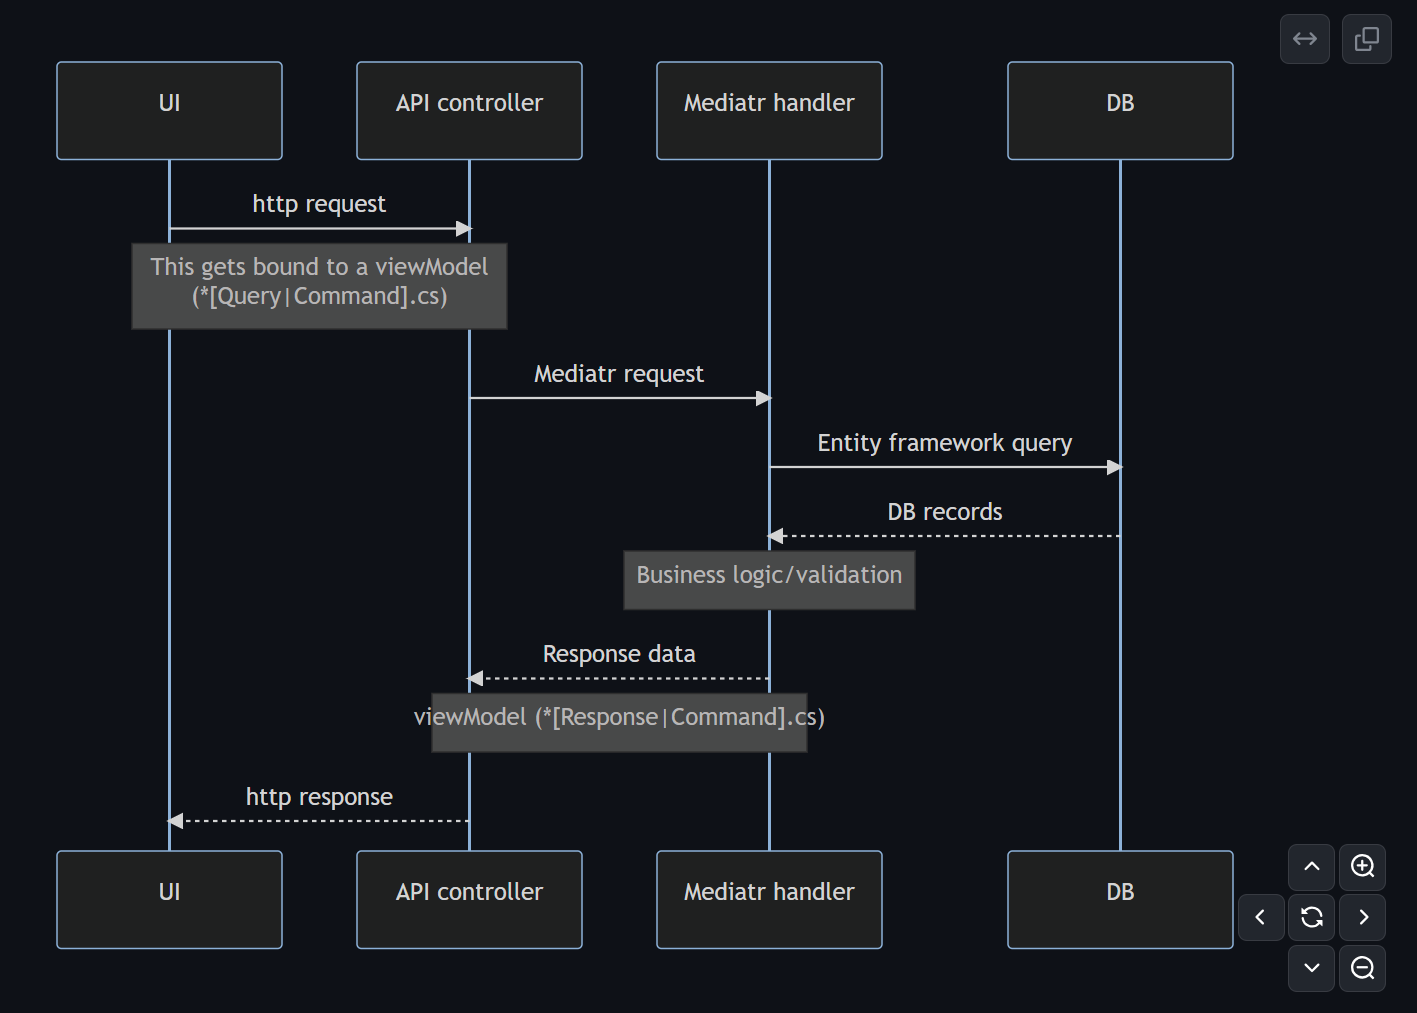 UI
API controller
Mediatr handler
DB
http request
This gets bound to a viewModel
(*[Query|Command].cs)
Mediatr request
Entity framework query
DB records
Business logic/validation
Response data
viewModel (*[Response|Command].cs)
http response
UI
API controller
Mediatr handler
DB